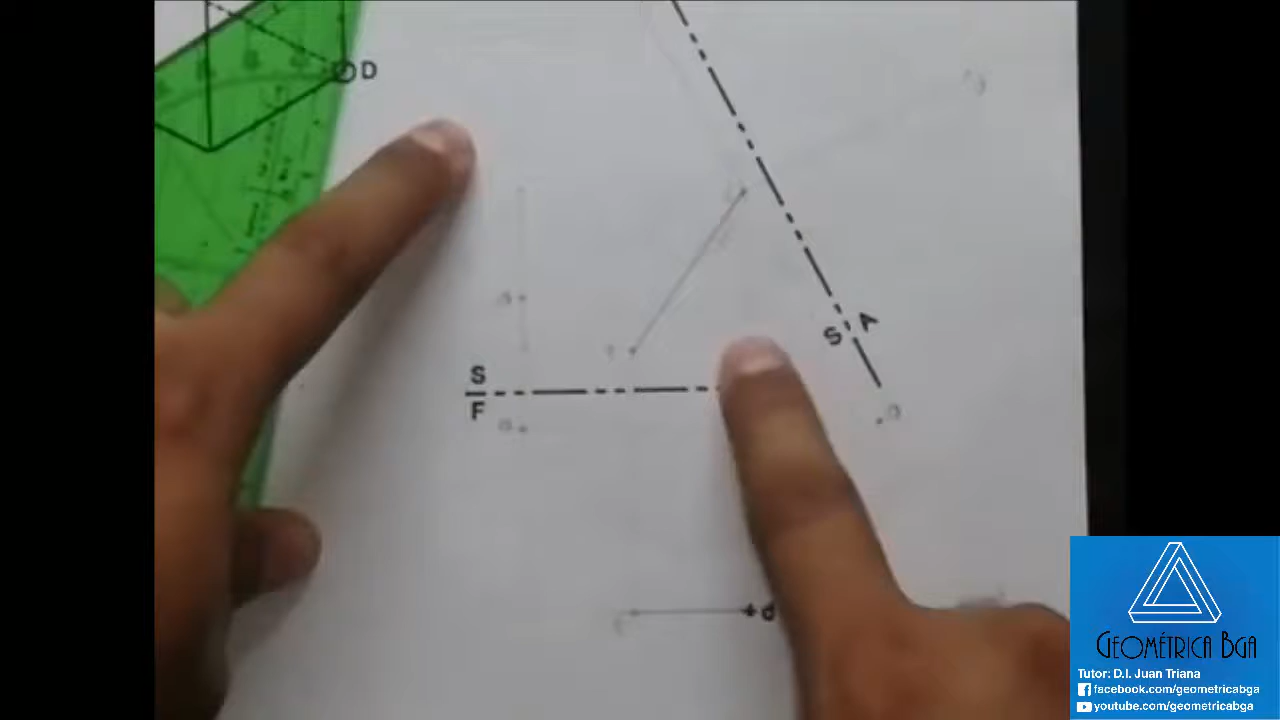 D
S
A
S
F
d
GEOMÉTRICA BGA
Tutor: D.I. Juan Triana
facebook.com/geometricabga
youtube.com/geometricabga